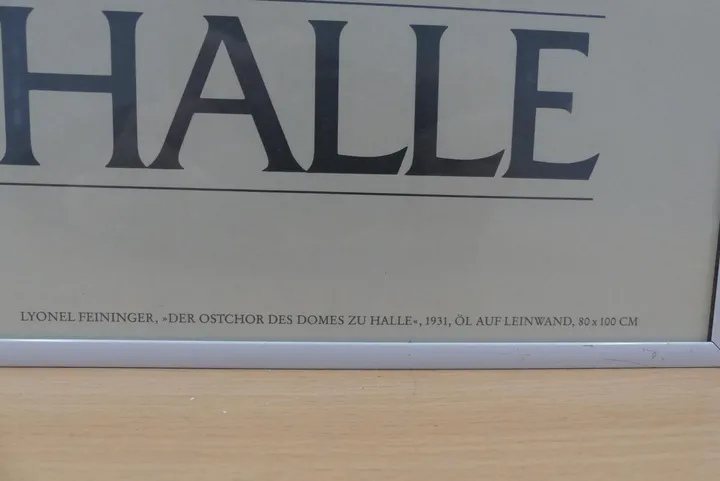 HALLE
LYONEL FEININGER, »DER OSTCHOR DES DOMES ZU HALLE«, 1931, ÖL AUF LEINWAND, 80 x 100 CM